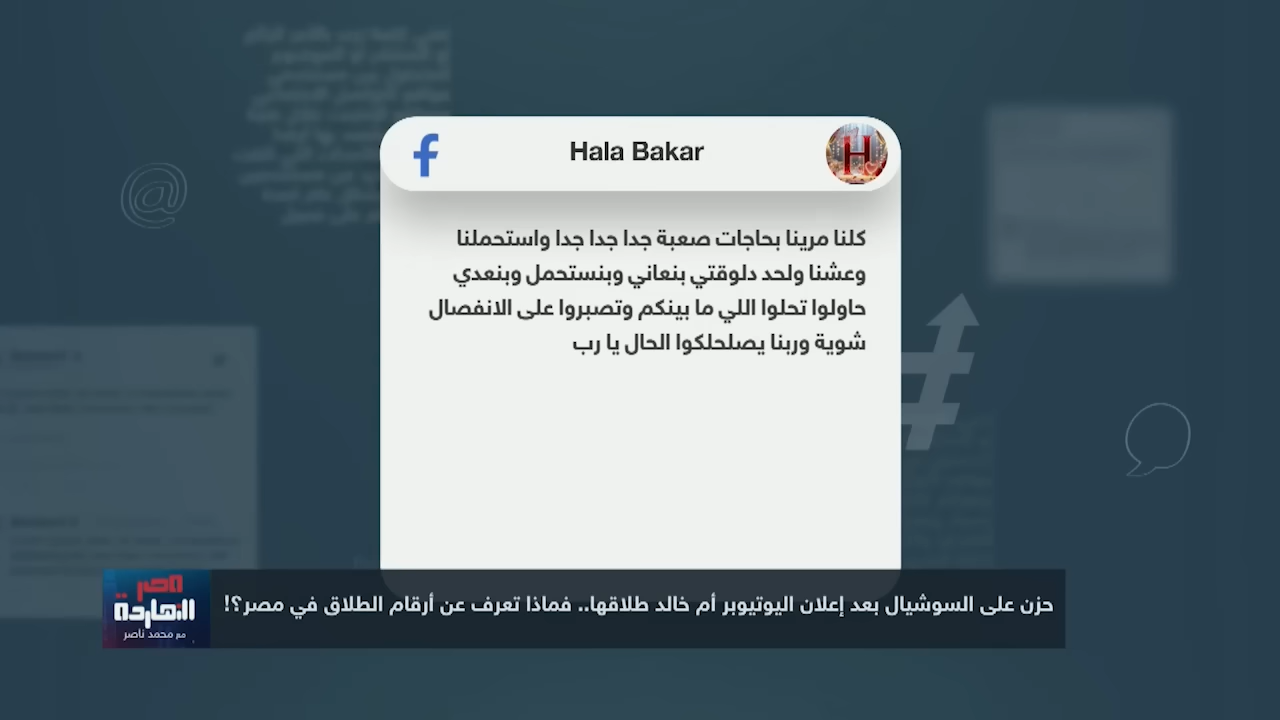 Hala Bakar
كلنا مرينا بحاجات صعبة جدا جدا جدا واستحملنا
وعشنا ولحد دلوقتي بنعاني وبنستحمل وبنعدي
حاولوا تحلوا اللي ما بينكم وتصبروا على الانفصال
شوية وربنا يصلحلكوا الحال يا رب
حزن على السوشيال بعد إعلان اليوتيوبر أم خالد طلاقها.. فماذا تعرف عن أرقام الطلاق في مصر؟!
مصر
النهاردة
مع محمد ناصر